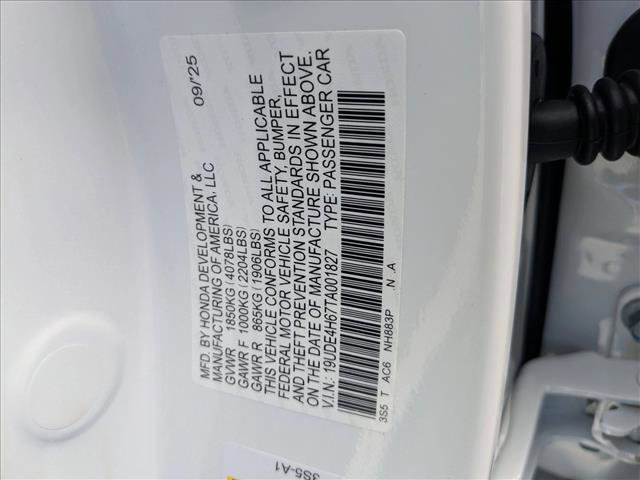 MFD. BY HONDA DEVELOPMENT & 09/'25
MANUFACTURING OF AMERICA, LLC
GVWR 1850KG (4078LBS)
GAWR F 1000KG (2204LBS)
GAWR R 865KG (1906LBS)
THIS VEHICLE CONFORMS TO ALL APPLICABLE
FEDERAL MOTOR VEHICLE SAFETY, BUMPER,
AND THEFT PREVENTION STANDARDS IN EFFECT
ON THE DATE OF MANUFACTURE SHOWN ABOVE.
V.I.N.: 19UDE4H67TA001827 TYPE: PASSENGER CAR
3S5 T AC6 NH883P .N .A
3S5-A1